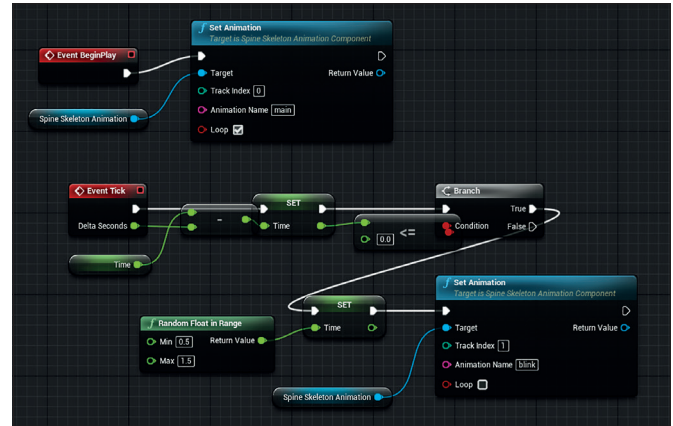 Set Animation
Target is Spine Skeleton Animation Component
Event BeginPlay
Target Return Value
Track Index 0
Animation Name main
Loop
Spine Skeleton Animation
Event Tick
Delta Seconds
Time
-
SET
Time
0.0 <=
Branch
Condition
True
False
Random Float in Range
Min 0.5 Return Value
Max 1.5
SET
Time
Set Animation
Target is Spine Skeleton Animation Component
Target Return Value
Track Index 1
Animation Name blink
Loop
Spine Skeleton Animation